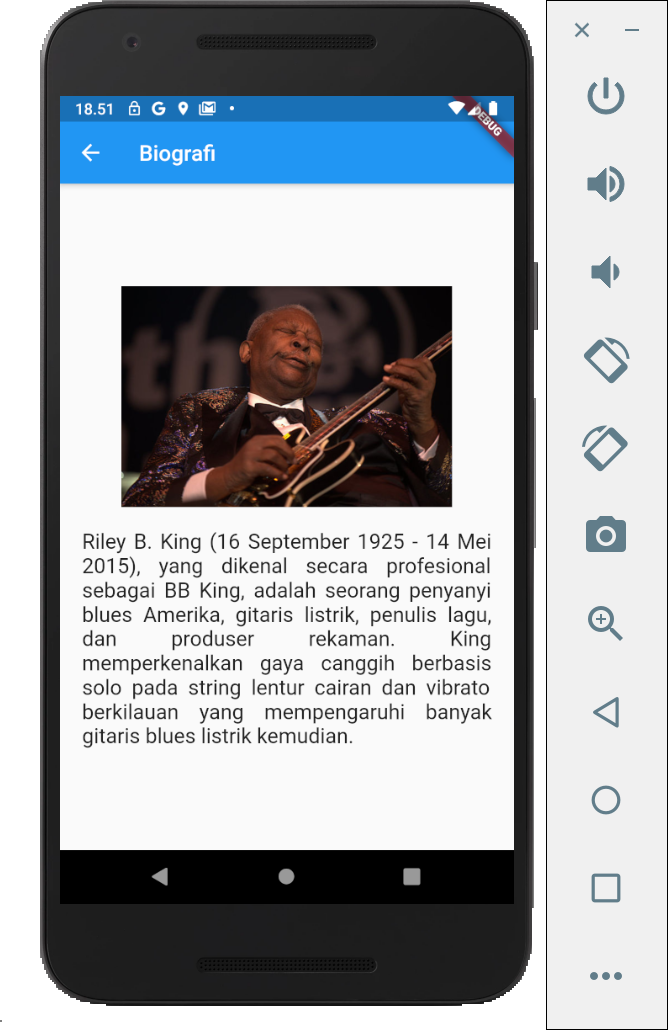 18.51
DEBUG
Biografi
th
Riley B. King (16 September 1925 - 14 Mei
2015), yang dikenal secara profesional
sebagai BB King, adalah seorang penyanyi
blues Amerika, gitaris listrik, penulis lagu,
dan produser rekaman. King
memperkenalkan gaya canggih berbasis
solo pada string lentur cairan dan vibrato
berkilauan yang mempengaruhi banyak
gitaris blues listrik kemudian.